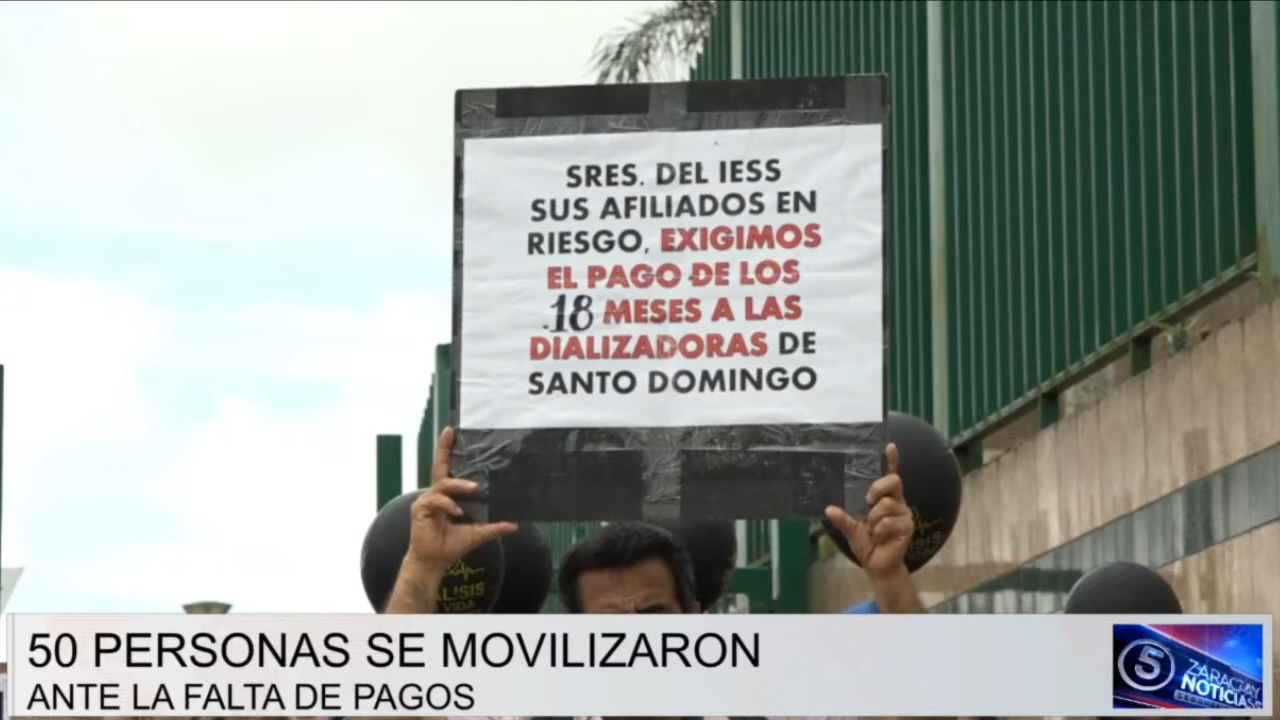 SRES. DEL IESS
SUS AFILIADOS EN
RIESGO, EXIGIMOS
EL PAGO DE LOS
18 MESES A LAS
DIALIZADORAS DE
SANTO DOMINGO
50 PERSONAS SE MOVILIZARON
ANTE LA FALTA DE PAGOS
5
ZARACAY
NOTICIAS